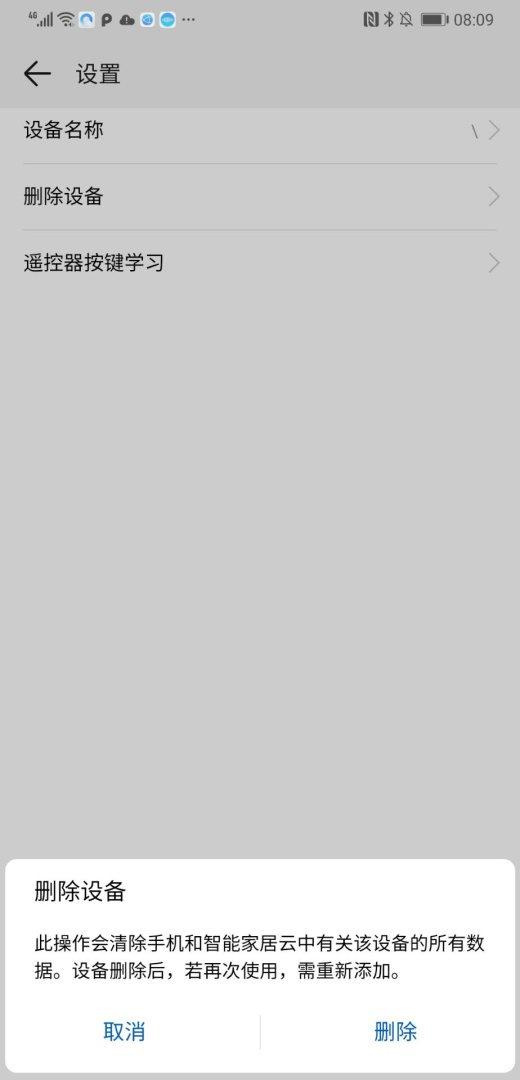 4G 08:09
设置
设备名称 \
删除设备
遥控器按键学习
删除设备
此操作会清除手机和智能家居云中有关该设备的所有数
据。设备删除后，若再次使用，需重新添加。
取消 删除